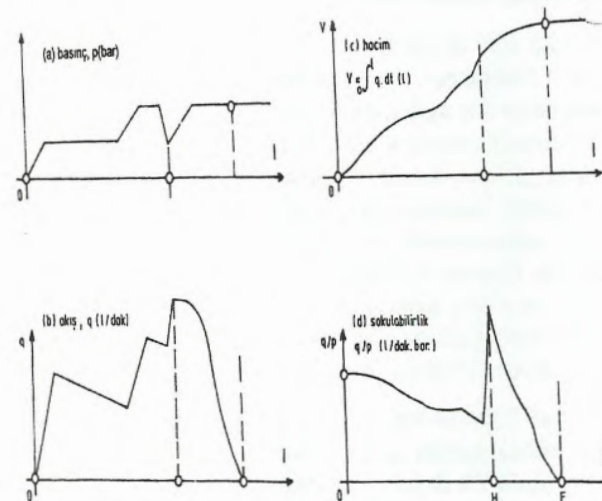 (a) basınç, p(bar)
0
t
V
(c) hacim
V = ∫ q.dt (l)
0
t
q
(b) akış, q (l/dak)
0
q/p
(d) sokulabilirlik
q/p (l/dak.bar.)
0
H
F